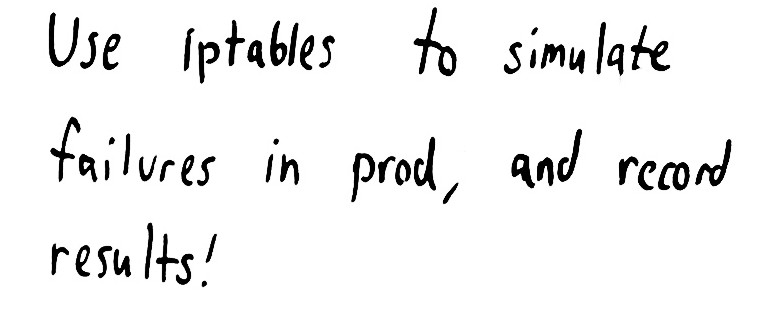 Use iptables to simulate
failures in prod, and record
results!